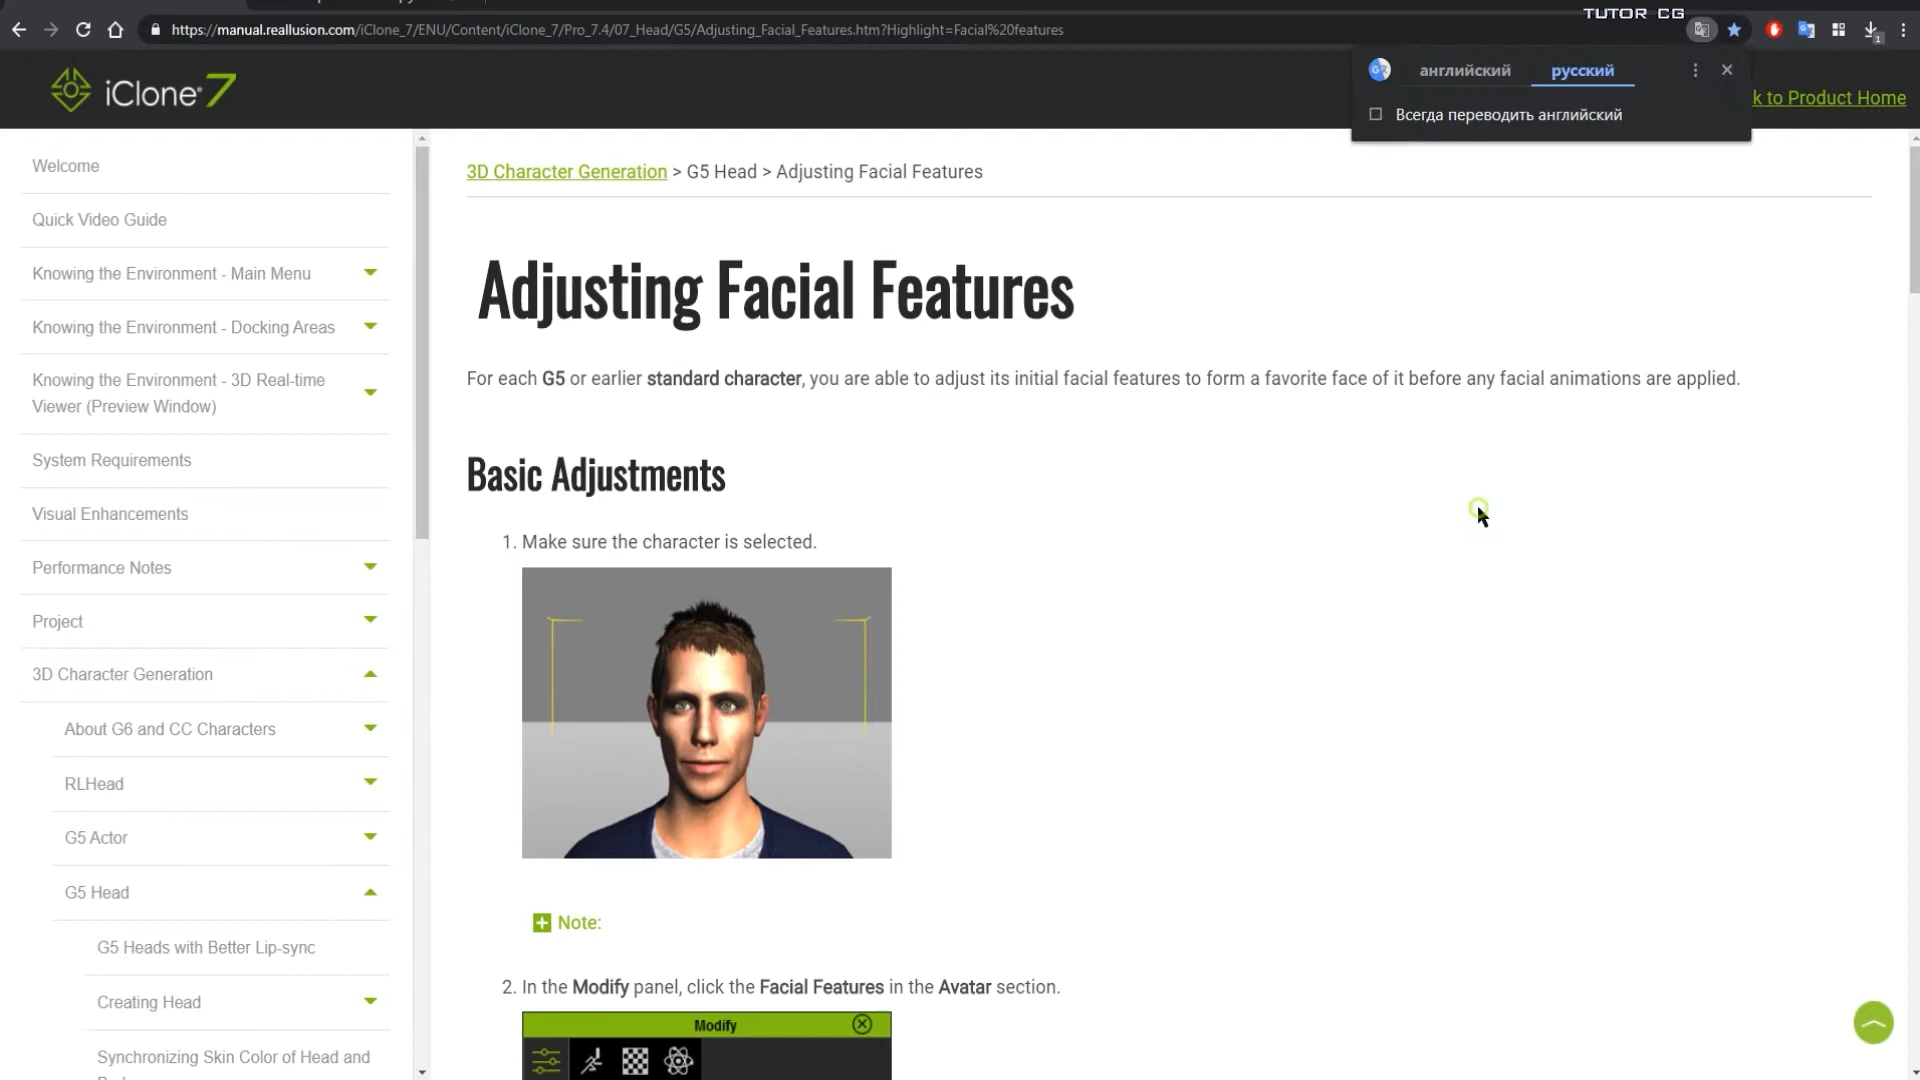 TUTOR CG
https://manual.reallusion.com/iClone_7/ENU/Content/iClone_7/Pro_7.4/07_Head/G5/Adjusting_Facial_Features.htm?Highlight=Facial%20features
1
iClone 7
английский
русский
Всегда переводить английский
k to Product Home
Welcome
Quick Video Guide
Knowing the Environment - Main Menu
Knowing the Environment - Docking Areas
Knowing the Environment - 3D Real-time
Viewer (Preview Window)
System Requirements
Visual Enhancements
Performance Notes
Project
3D Character Generation
About G6 and CC Characters
RLHead
G5 Actor
G5 Head
G5 Heads with Better Lip-sync
Creating Head
Synchronizing Skin Color of Head and
3D Character Generation > G5 Head > Adjusting Facial Features
Adjusting Facial Features
For each G5 or earlier standard character, you are able to adjust its initial facial features to form a favorite face of it before any facial animations are applied.
Basic Adjustments
1. Make sure the character is selected.
Note:
2. In the Modify panel, click the Facial Features in the Avatar section.
Modify